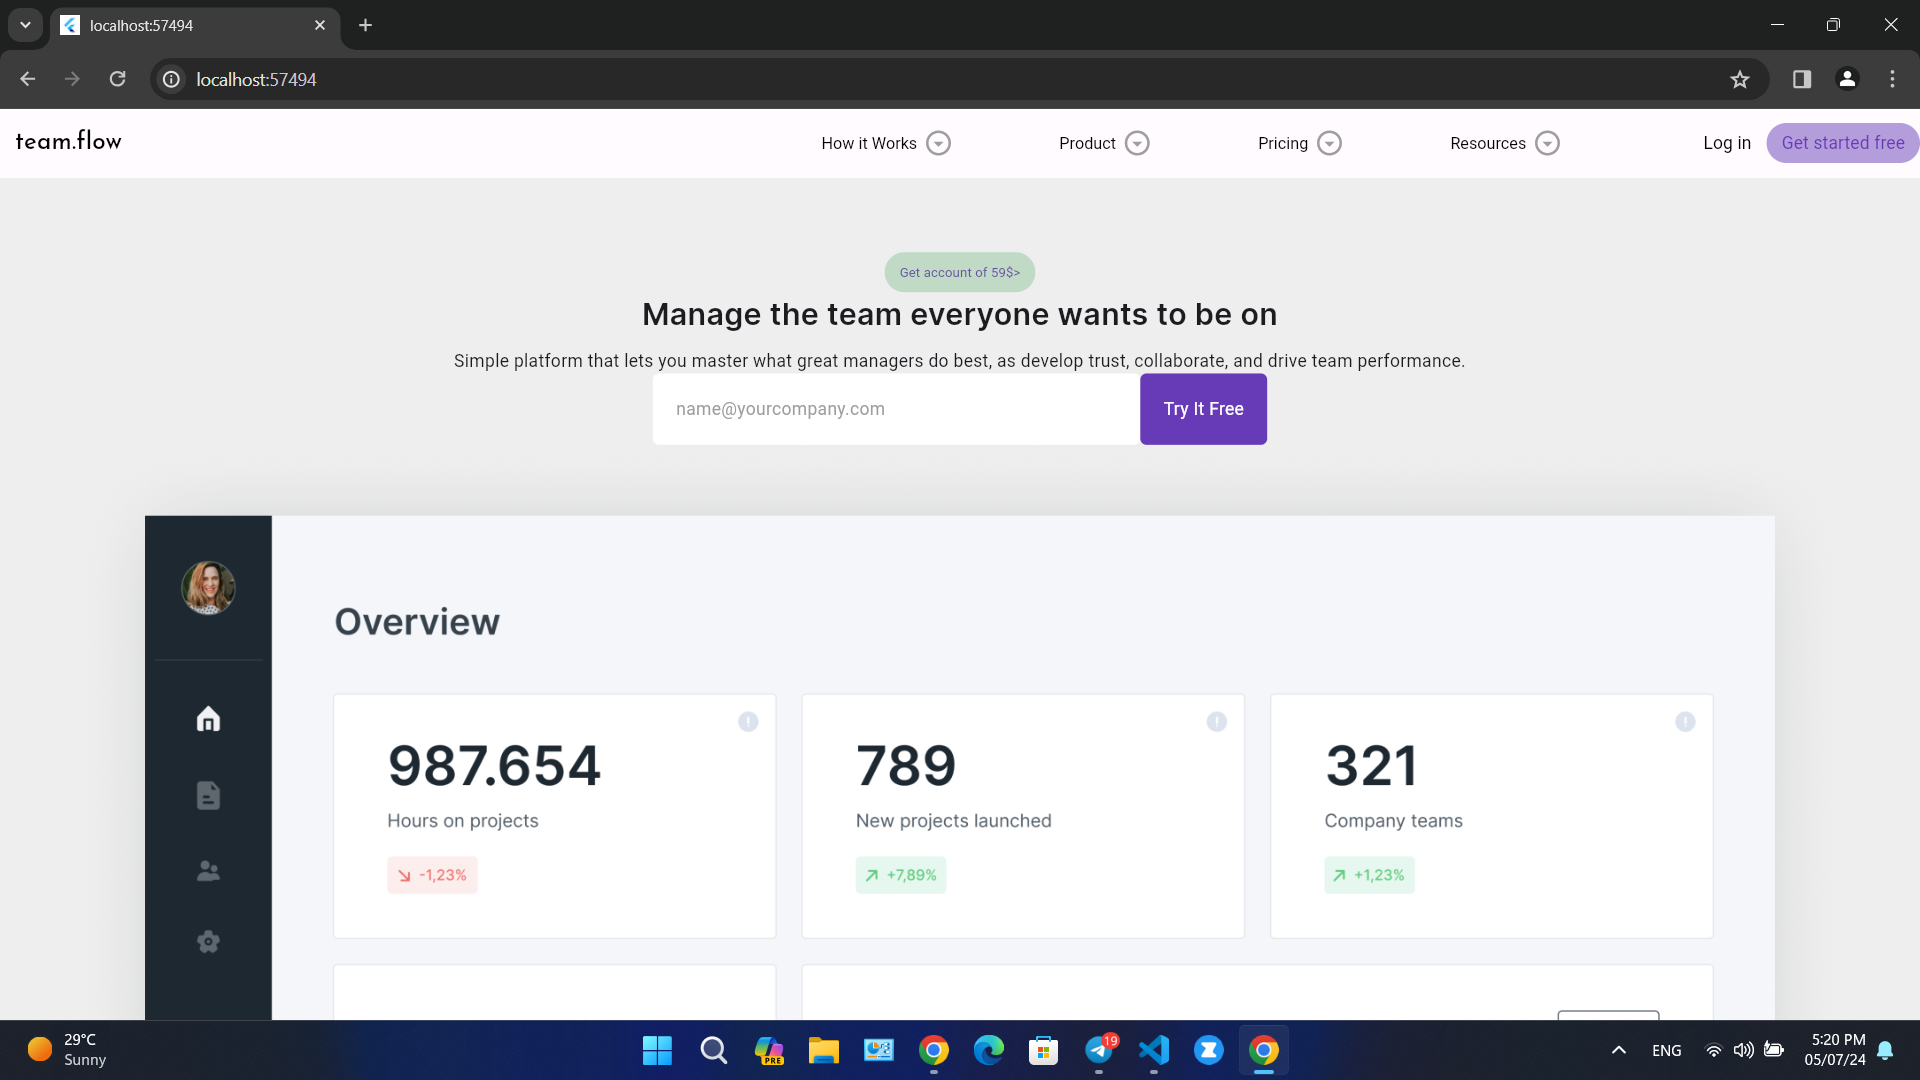 localhost:57494
localhost:57494
team.flow
How it Works
Product
Pricing
Resources
Log in
Get started free
Get account of 59$>
Manage the team everyone wants to be on
Simple platform that lets you master what great managers do best, as develop trust, collaborate, and drive team performance.
name@yourcompany.com
Try It Free
Overview
987.654
Hours on projects
-1,23%
789
New projects launched
+7,89%
321
Company teams
+1,23%
29°C
Sunny
PRE
19
ENG
5:20 PM
05/07/24